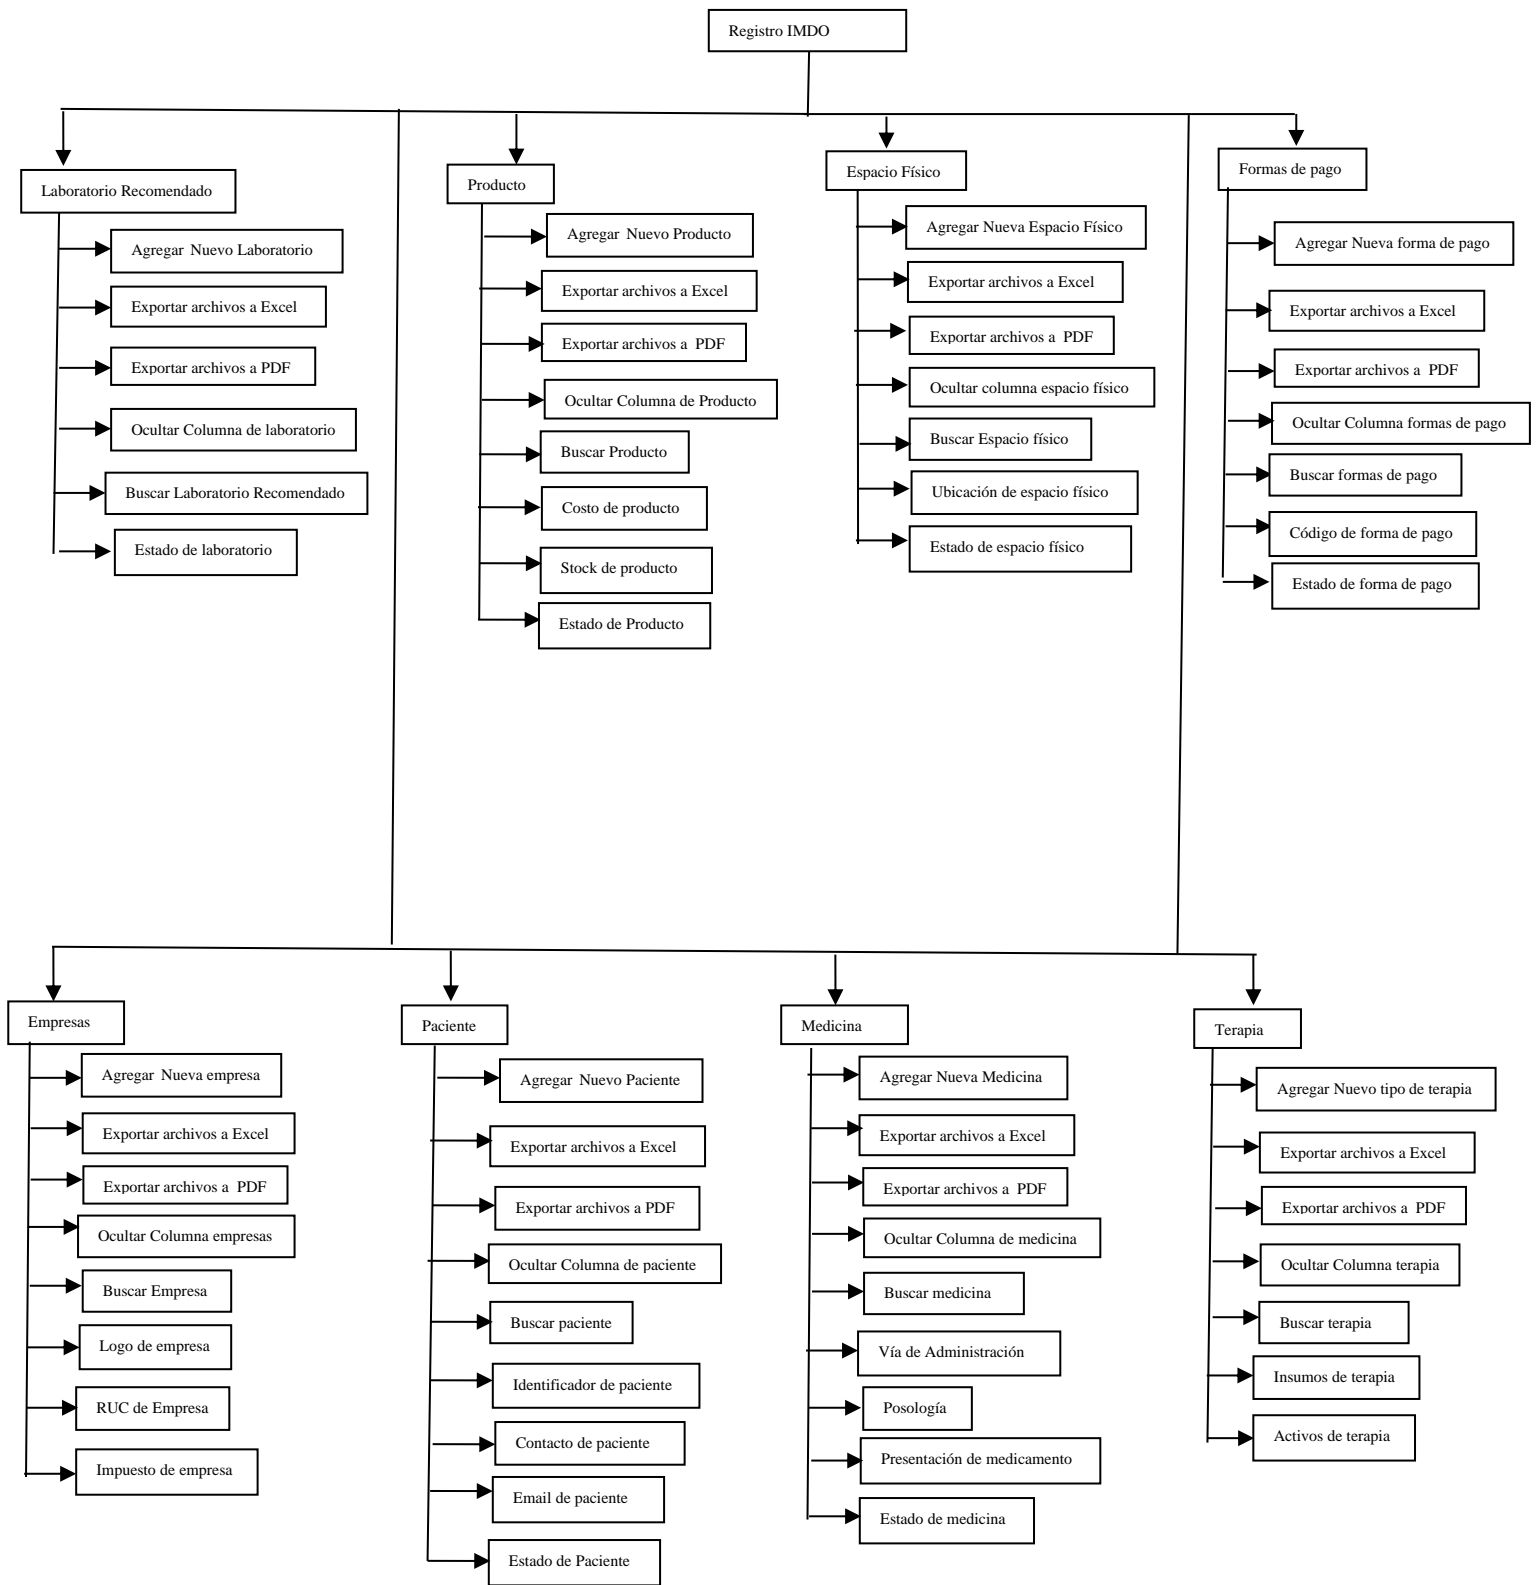 Registro IMDO
Laboratorio Recomendado
Agregar Nuevo Laboratorio
Exportar archivos a Excel
Exportar archivos a PDF
Ocultar Columna de laboratorio
Buscar Laboratorio Recomendado
Estado de laboratorio
Producto
Agregar Nuevo Producto
Exportar archivos a Excel
Exportar archivos a PDF
Ocultar Columna de Producto
Buscar Producto
Costo de producto
Stock de producto
Estado de Producto
Espacio Físico
Agregar Nueva Espacio Físico
Exportar archivos a Excel
Exportar archivos a PDF
Ocultar columna espacio físico
Buscar Espacio físico
Ubicación de espacio físico
Estado de espacio físico
Formas de pago
Agregar Nueva forma de pago
Exportar archivos a Excel
Exportar archivos a PDF
Ocultar Columna formas de pago
Buscar formas de pago
Código de forma de pago
Estado de forma de pago
Empresas
Agregar Nueva empresa
Exportar archivos a Excel
Exportar archivos a PDF
Ocultar Columna empresas
Buscar Empresa
Logo de empresa
RUC de Empresa
Impuesto de empresa
Paciente
Agregar Nuevo Paciente
Exportar archivos a Excel
Exportar archivos a PDF
Ocultar Columna de paciente
Buscar paciente
Identificador de paciente
Contacto de paciente
Email de paciente
Estado de Paciente
Medicina
Agregar Nueva Medicina
Exportar archivos a Excel
Exportar archivos a PDF
Ocultar Columna de medicina
Buscar medicina
Vía de Administración
Posología
Presentación de medicamento
Estado de medicina
Terapia
Agregar Nuevo tipo de terapia
Exportar archivos a Excel
Exportar archivos a PDF
Ocultar Columna terapia
Buscar terapia
Insumos de terapia
Activos de terapia